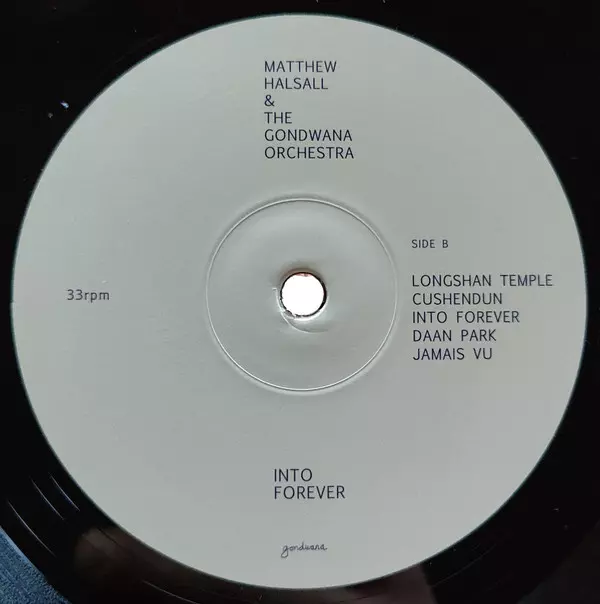 MATTHEW
HALSALL
&
THE
GONDWANA
ORCHESTRA
SIDE B
33rpm
LONGSHAN TEMPLE
CUSHENDUN
INTO FOREVER
DAAN PARK
JAMAIS VU
INTO
FOREVER
gondwana